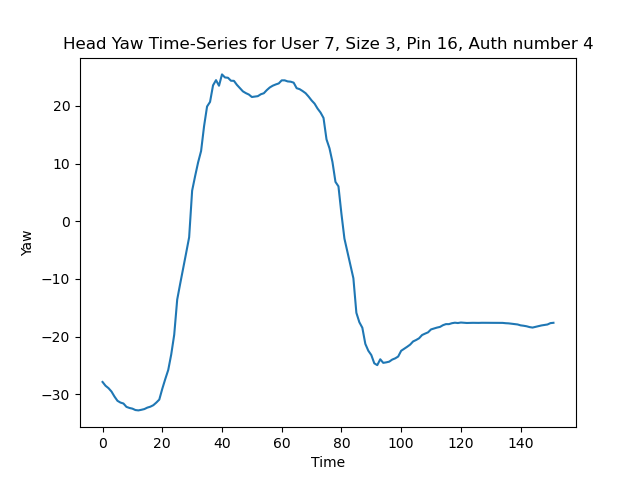 Head Yaw Time-Series for User 7, Size 3, Pin 16, Auth number 4
20
10
0
−10
−20
−30
Yaw
0 20 40 60 80 100 120 140
Time